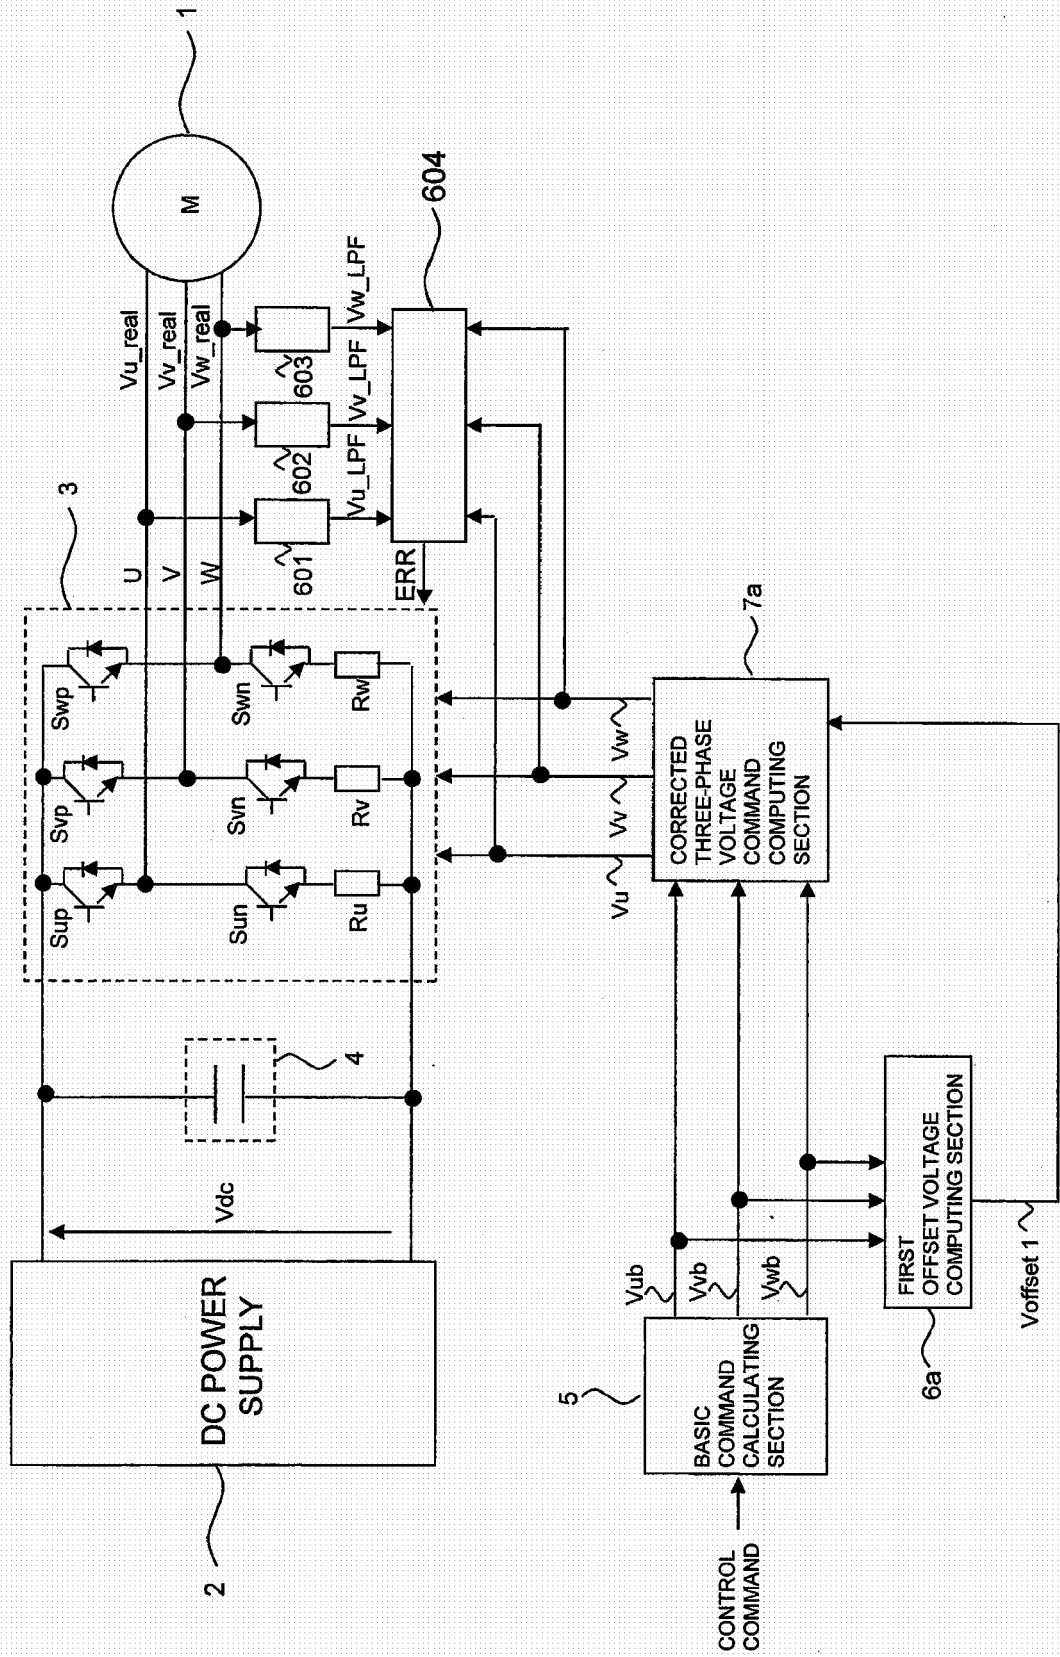 1
M
Vu_real
Vv_real
Vw_real
3
U
V
W
601
602
603
Vu_LPF
Vv_LPF
Vw_LPF
604
ERR
Sup
Svp
Swp
Sun
Svn
Swn
Ru
Rv
Rw
4
Vdc
DC POWER
SUPPLY
2
CONTROL
COMMAND
5
BASIC
COMMAND
CALCULATING
SECTION
Vub
Vvb
Vwb
FIRST
OFFSET VOLTAGE
COMPUTING SECTION
6a
Voffset 1
CORRECTED
THREE-PHASE
VOLTAGE
COMMAND
COMPUTING
SECTION
7a
Vu
Vv
Vw